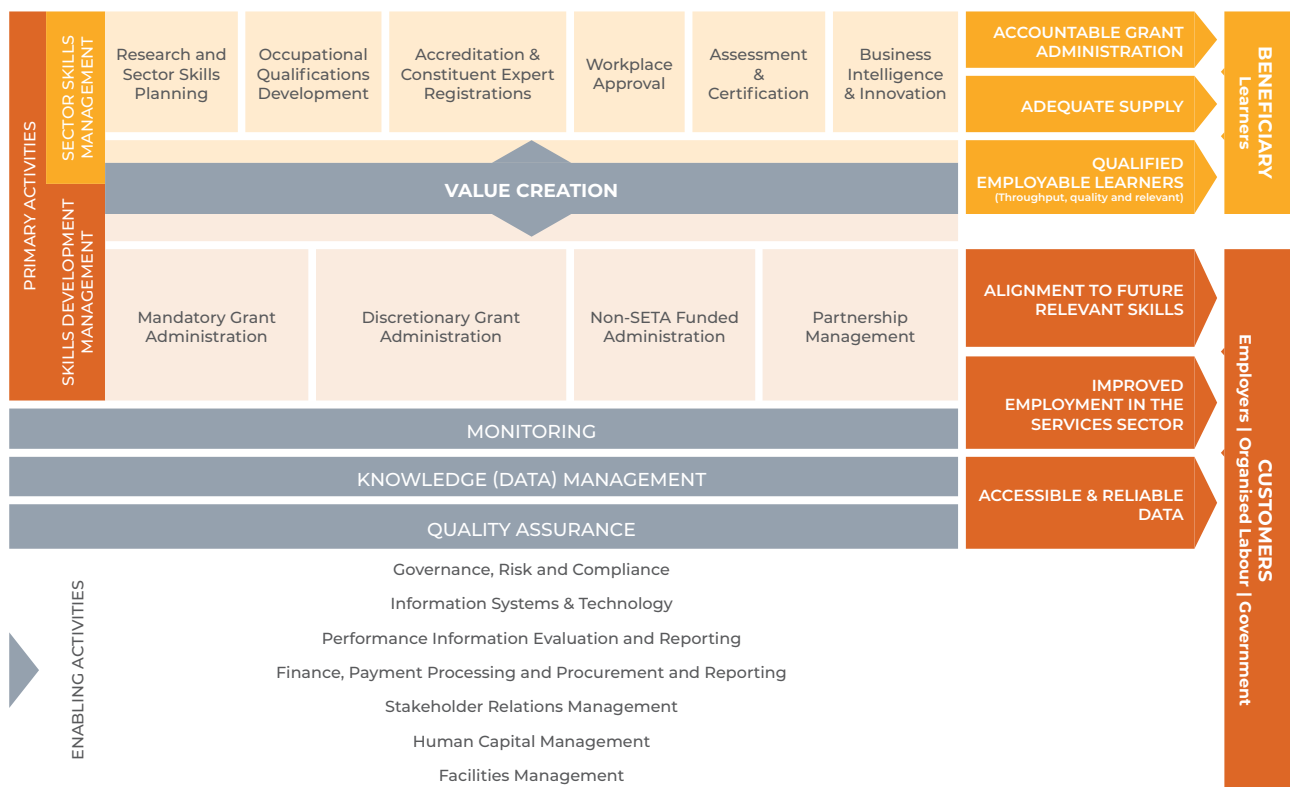 PRIMARY ACTIVITIES
SECTOR SKILLS
MANAGEMENT
Research and
Sector Skills
Planning
Occupational
Qualifications
Development
Accreditation &
Constituent Expert
Registrations
Workplace
Approval
Assessment
&
Certification
Business
Intelligence
& Innovation
VALUE CREATION
SKILLS DEVELOPMENT
MANAGEMENT
Mandatory Grant
Administration
Discretionary Grant
Administration
Non-SETA Funded
Administration
Partnership
Management
MONITORING
KNOWLEDGE (DATA) MANAGEMENT
QUALITY ASSURANCE
ENABLING ACTIVITIES
Governance, Risk and Compliance
Information Systems & Technology
Performance Information Evaluation and Reporting
Finance, Payment Processing and Procurement and Reporting
Stakeholder Relations Management
Human Capital Management
Facilities Management
ACCOUNTABLE GRANT
ADMINISTRATION
ADEQUATE SUPPLY
QUALIFIED
EMPLOYABLE LEARNERS
(Throughput, quality and relevant)
BENEFICIARY
Learners
ALIGNMENT TO FUTURE
RELEVANT SKILLS
IMPROVED
EMPLOYMENT IN THE
SERVICES SECTOR
ACCESSIBLE & RELIABLE
DATA
CUSTOMERS
Employers | Organised Labour | Government